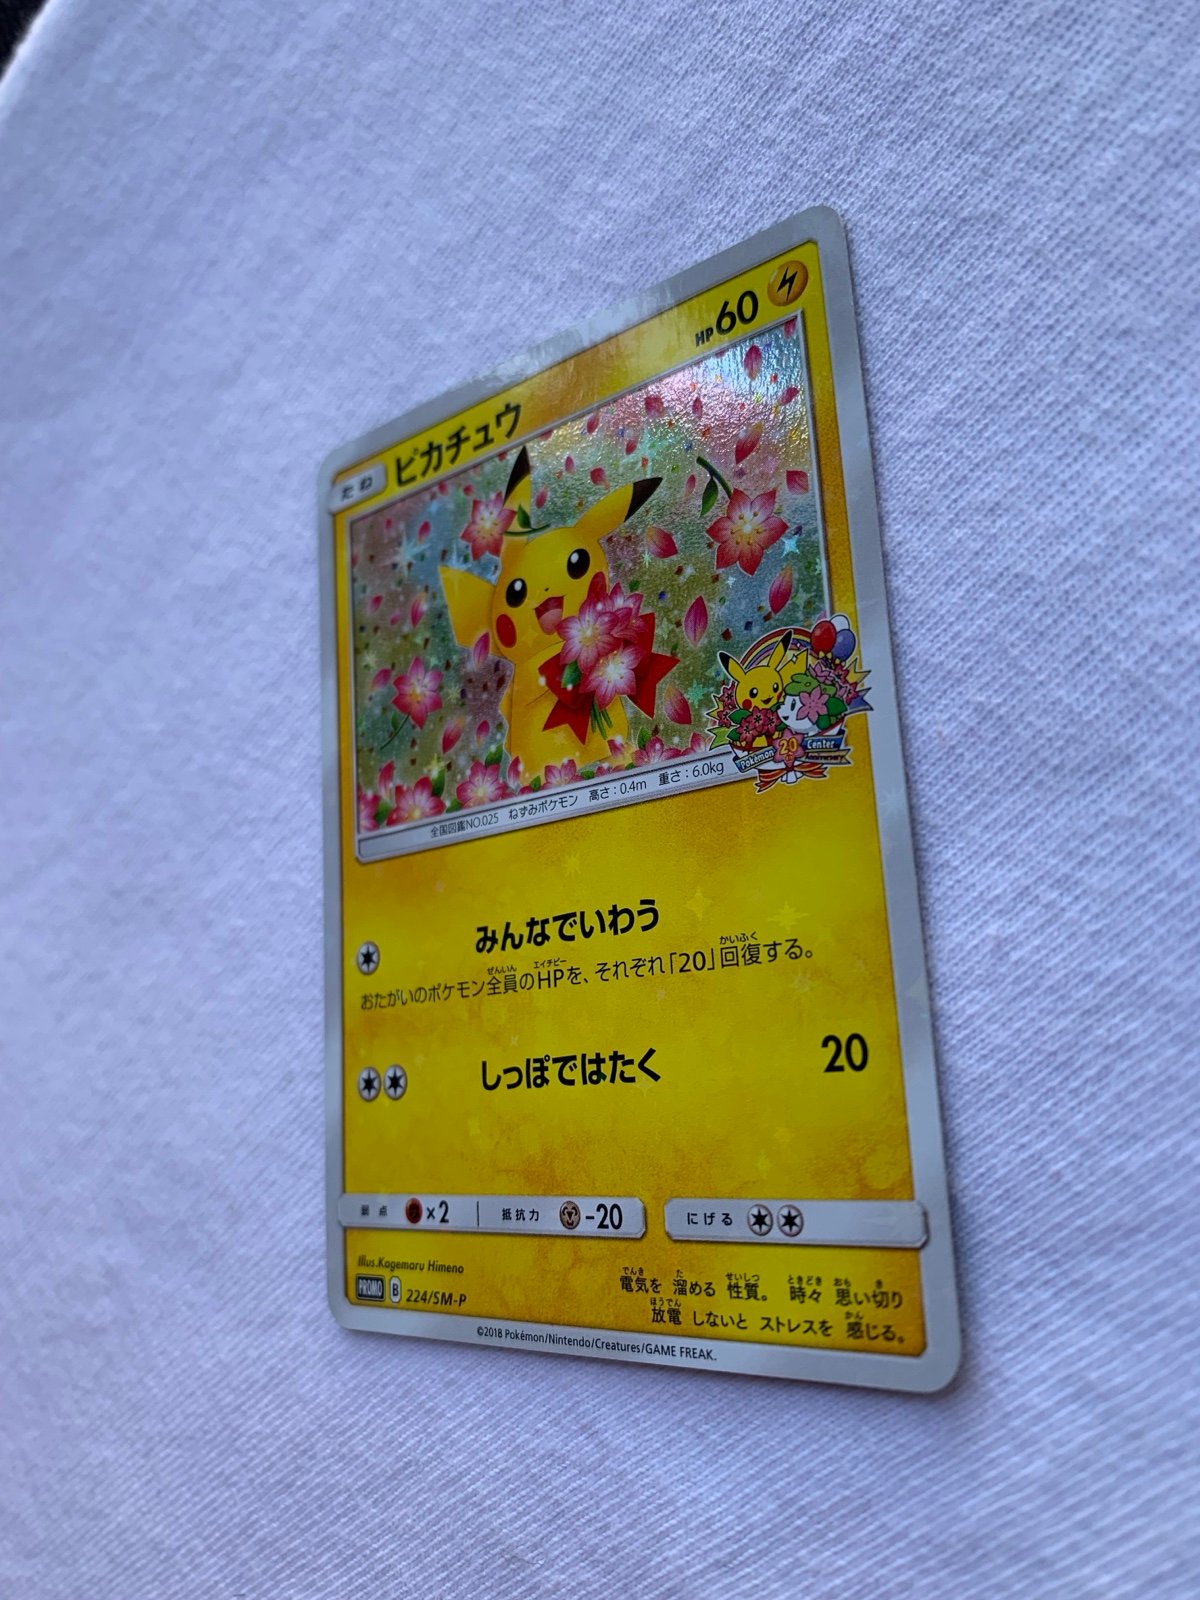 たね ピカチュウ HP60
Pokémon 20 Center
全国図鑑NO.025 ねずみポケモン 高さ:0.4m 重さ:6.0kg
みんなでいわう
おたがいのポケモン全員のHPを、それぞれ「20」回復する。
しっぽではたく 20
弱点 ×2 抵抗力 -20 にげる
Illus.Kagemaru Himeno
PROMO B 224/SM-P
電気を 溜める 性質。 時々 思い切り
放電 しないと ストレスを 感じる。
©2018 Pokémon/Nintendo/Creatures/GAME FREAK.